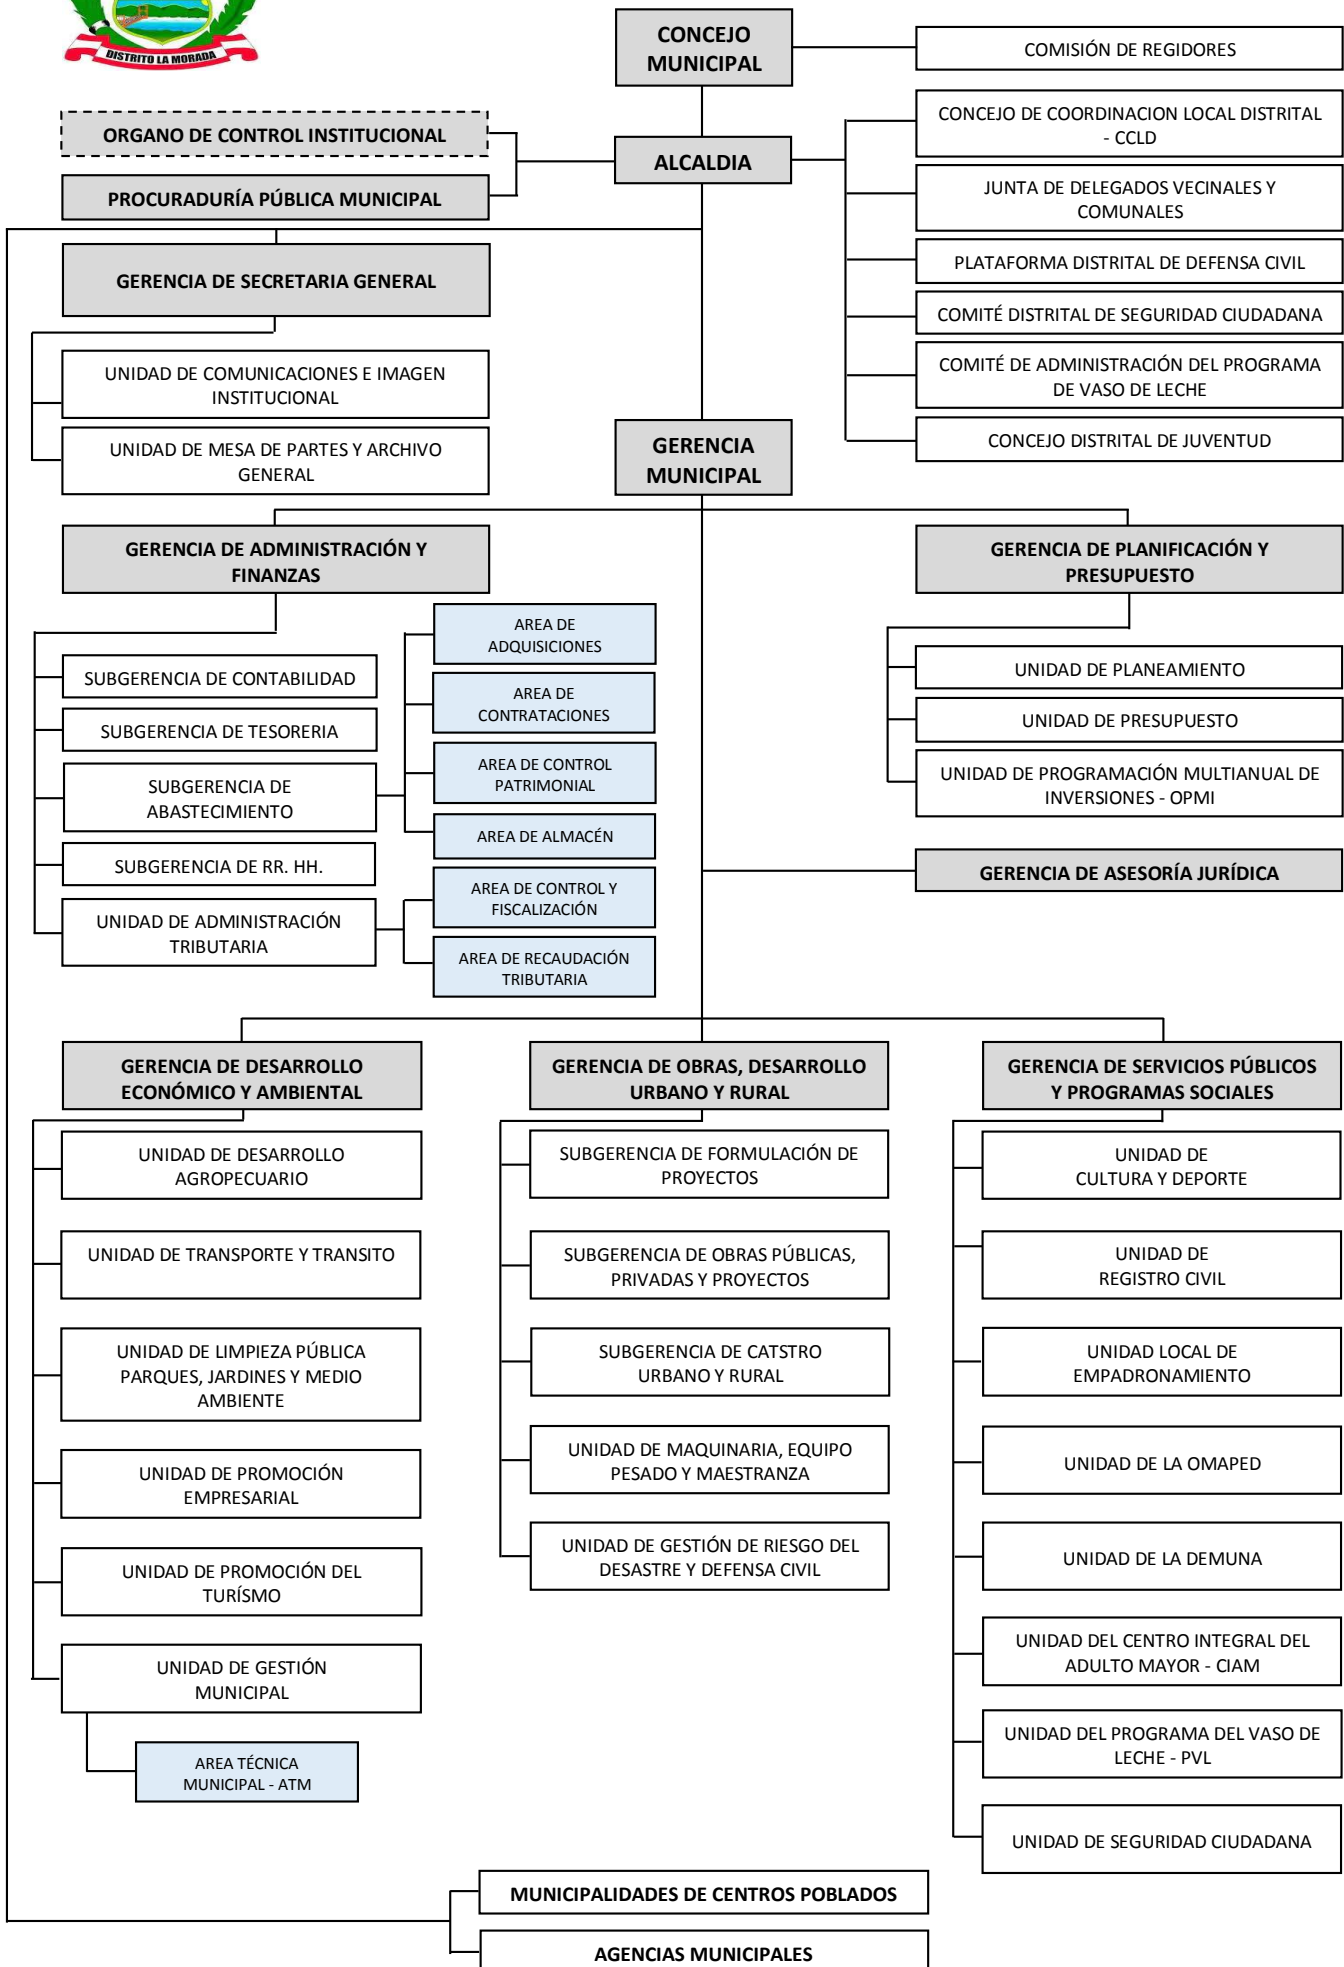 DISTRITO LA MORADA
CONCEJO
MUNICIPAL
COMISIÓN DE REGIDORES
ORGANO DE CONTROL INSTITUCIONAL
PROCURADURÍA PÚBLICA MUNICIPAL
ALCALDIA
CONCEJO DE COORDINACION LOCAL DISTRITAL
- CCLD
JUNTA DE DELEGADOS VECINALES Y
COMUNALES
PLATAFORMA DISTRITAL DE DEFENSA CIVIL
COMITÉ DISTRITAL DE SEGURIDAD CIUDADANA
COMITÉ DE ADMINISTRACIÓN DEL PROGRAMA
DE VASO DE LECHE
CONCEJO DISTRITAL DE JUVENTUD
GERENCIA DE SECRETARIA GENERAL
UNIDAD DE COMUNICACIONES E IMAGEN
INSTITUCIONAL
UNIDAD DE MESA DE PARTES Y ARCHIVO
GENERAL
GERENCIA
MUNICIPAL
GERENCIA DE ADMINISTRACIÓN Y
FINANZAS
SUBGERENCIA DE CONTABILIDAD
SUBGERENCIA DE TESORERIA
SUBGERENCIA DE
ABASTECIMIENTO
SUBGERENCIA DE RR. HH.
UNIDAD DE ADMINISTRACIÓN
TRIBUTARIA
AREA DE
ADQUISICIONES
AREA DE
CONTRATACIONES
AREA DE CONTROL
PATRIMONIAL
AREA DE ALMACÉN
AREA DE CONTROL Y
FISCALIZACIÓN
AREA DE RECAUDACIÓN
TRIBUTARIA
GERENCIA DE PLANIFICACIÓN Y
PRESUPUESTO
UNIDAD DE PLANEAMIENTO
UNIDAD DE PRESUPUESTO
UNIDAD DE PROGRAMACIÓN MULTIANUAL DE
INVERSIONES - OPMI
GERENCIA DE ASESORÍA JURÍDICA
GERENCIA DE DESARROLLO
ECONÓMICO Y AMBIENTAL
UNIDAD DE DESARROLLO
AGROPECUARIO
UNIDAD DE TRANSPORTE Y TRANSITO
UNIDAD DE LIMPIEZA PÚBLICA
PARQUES, JARDINES Y MEDIO
AMBIENTE
UNIDAD DE PROMOCIÓN
EMPRESARIAL
UNIDAD DE PROMOCIÓN DEL
TURÍSMO
UNIDAD DE GESTIÓN
MUNICIPAL
AREA TÉCNICA
MUNICIPAL - ATM
GERENCIA DE OBRAS, DESARROLLO
URBANO Y RURAL
SUBGERENCIA DE FORMULACIÓN DE
PROYECTOS
SUBGERENCIA DE OBRAS PÚBLICAS,
PRIVADAS Y PROYECTOS
SUBGERENCIA DE CATSTRO
URBANO Y RURAL
UNIDAD DE MAQUINARIA, EQUIPO
PESADO Y MAESTRANZA
UNIDAD DE GESTIÓN DE RIESGO DEL
DESASTRE Y DEFENSA CIVIL
GERENCIA DE SERVICIOS PÚBLICOS
Y PROGRAMAS SOCIALES
UNIDAD DE
CULTURA Y DEPORTE
UNIDAD DE
REGISTRO CIVIL
UNIDAD LOCAL DE
EMPADRONAMIENTO
UNIDAD DE LA OMAPED
UNIDAD DE LA DEMUNA
UNIDAD DEL CENTRO INTEGRAL DEL
ADULTO MAYOR - CIAM
UNIDAD DEL PROGRAMA DEL VASO DE
LECHE - PVL
UNIDAD DE SEGURIDAD CIUDADANA
MUNICIPALIDADES DE CENTROS POBLADOS
AGENCIAS MUNICIPALES